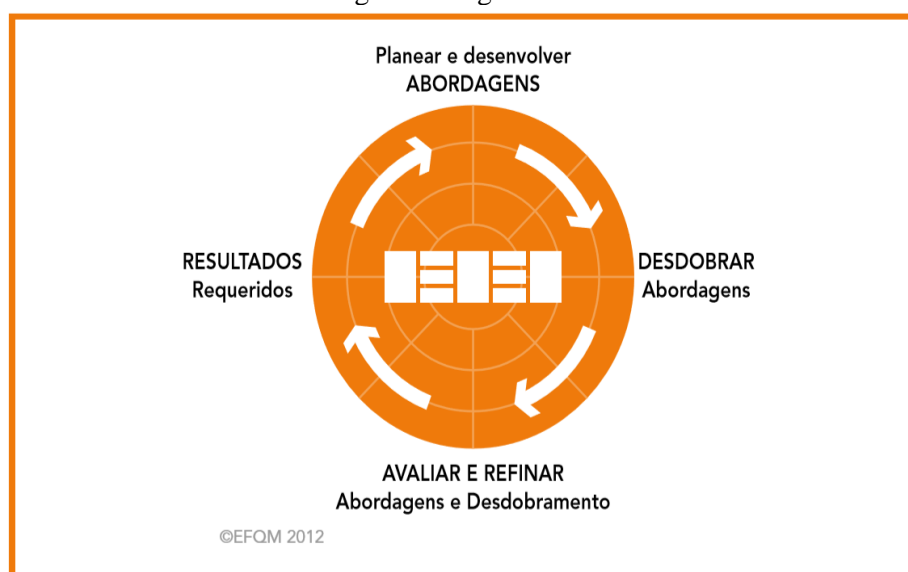 Planear e desenvolver
ABORDAGENS
RESULTADOS
Requeridos
DESDOBRAR
Abordagens
AVALIAR E REFINAR
Abordagens e Desdobramento
©EFQM 2012